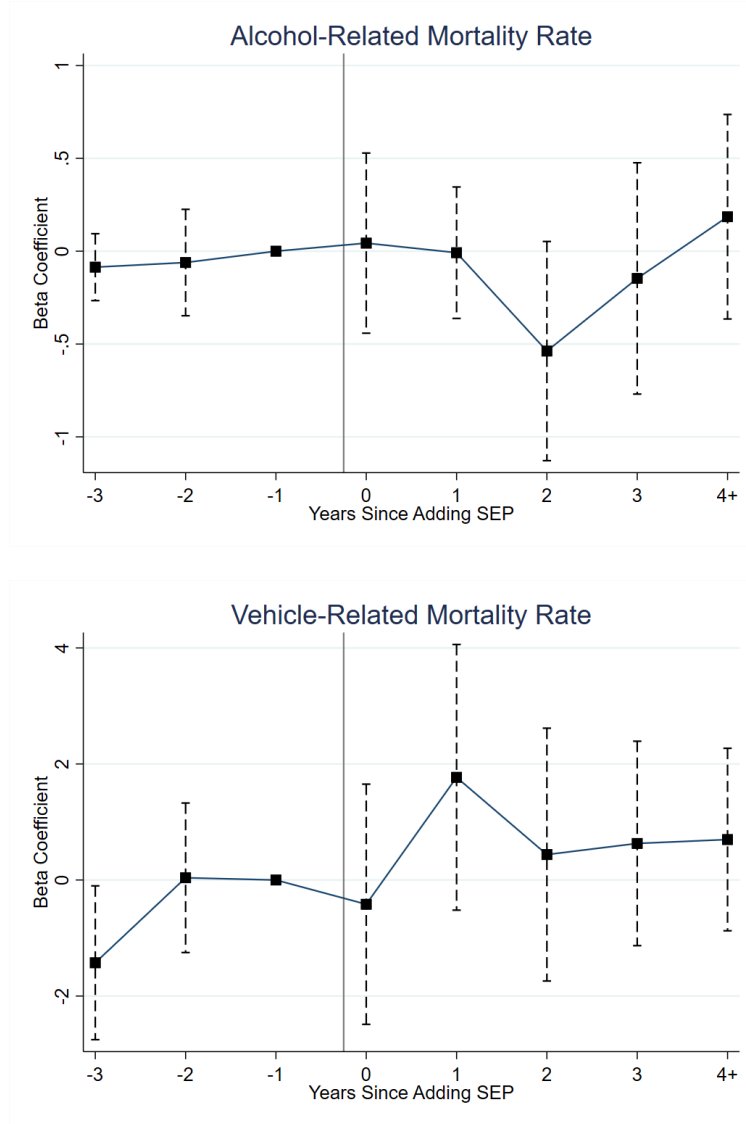 Alcohol-Related Mortality Rate
1
.5
0
-.5
-1
Beta Coefficient
-3 -2 -1 0 1 2 3 4+
Years Since Adding SEP
Vehicle-Related Mortality Rate
4
2
0
-2
Beta Coefficient
-3 -2 -1 0 1 2 3 4+
Years Since Adding SEP